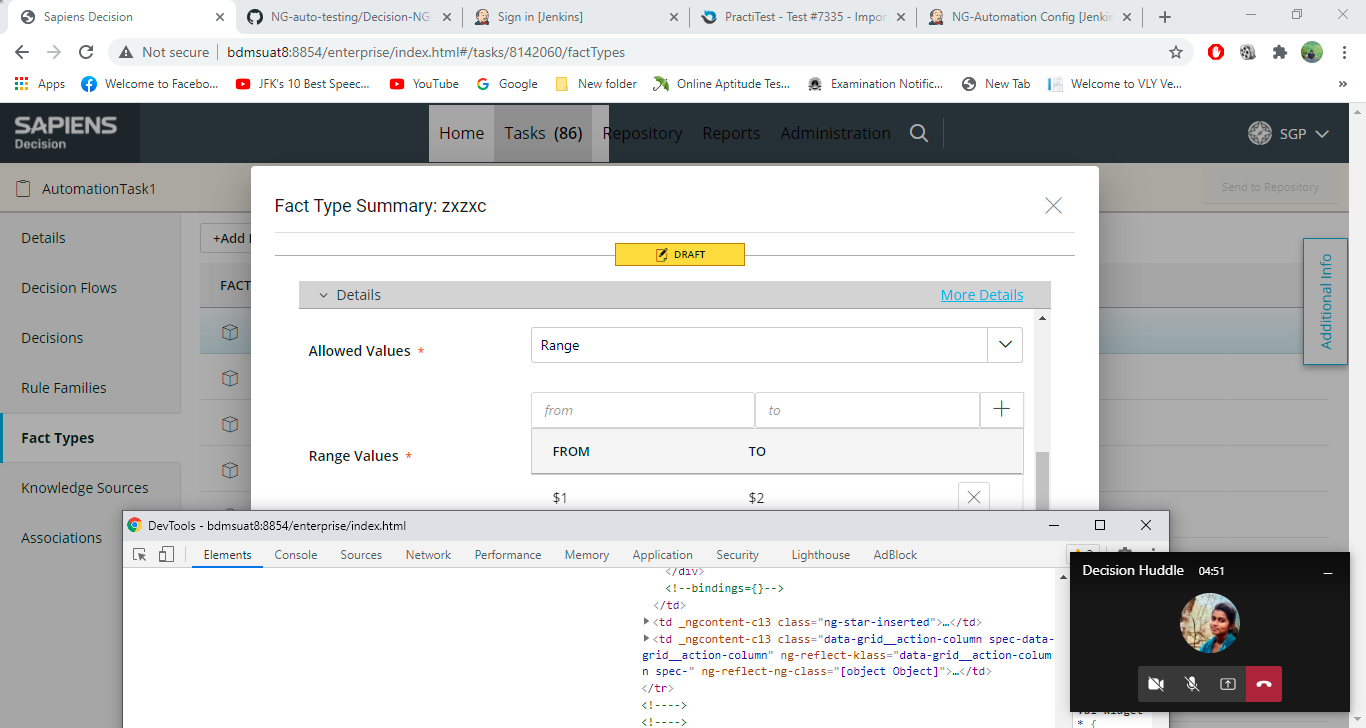 Sapiens Decision
NG-auto-testing/Decision-NG-
Sign in [Jenkins]
PractiTest - Test #7335 - Impor
NG-Automation Config [Jenkin
Not secure
bdmsuat8:8854/enterprise/index.html#/tasks/8142060/factTypes
Apps
Welcome to Facebo...
JFK's 10 Best Speec...
YouTube
Google
New folder
Online Aptitude Tes...
Examination Notific...
New Tab
Welcome to VLY Ve...
»
SAPIENS
Decision
Home
Tasks (86)
Repository
Reports
Administration
SGP
AutomationTask1
Send to Repository
Fact Type Summary: zxzxc
DRAFT
Details
Decision Flows
Decisions
Rule Families
Fact Types
Knowledge Sources
Associations
+Add
FACT
Details
More Details
Additional Info
Allowed Values *
Range
from
to
Range Values *
FROM
TO
$1
$2
DevTools - bdmsuat8:8854/enterprise/index.html
Elements
Console
Sources
Network
Performance
Memory
Application
Security
Lighthouse
AdBlock
</div>
<!--bindings={}-->
</td>
<td _ngcontent-c13 class="ng-star-inserted">…</td>
<td _ngcontent-c13 class="data-grid__action-column spec-data-
grid__action-column" ng-reflect-klass="data-grid__action-colum
n spec-" ng-reflect-ng-class="[object Object]">…</td>
</tr>
<!---->
<!---->
Decision Huddle
04:51
* {